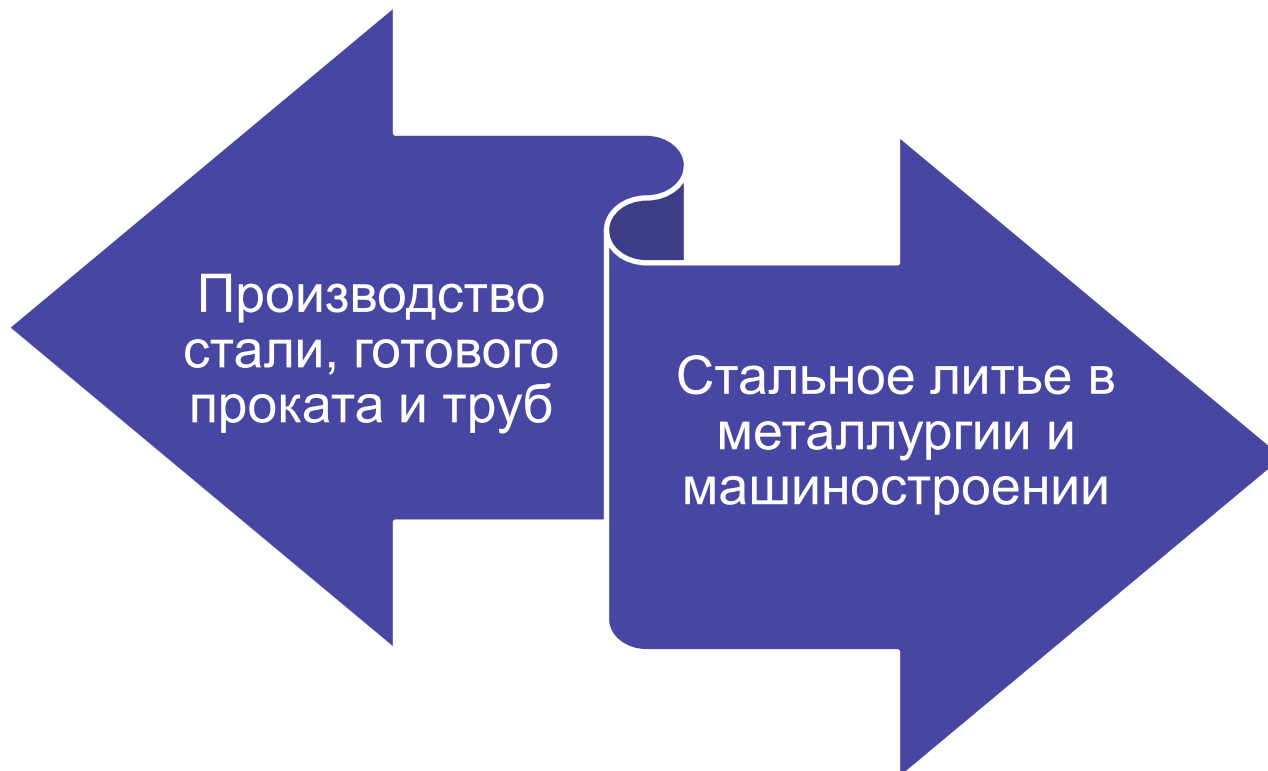 Производство
стали, готового
проката и труб
Стальное литье в
металлургии и
машиностроении